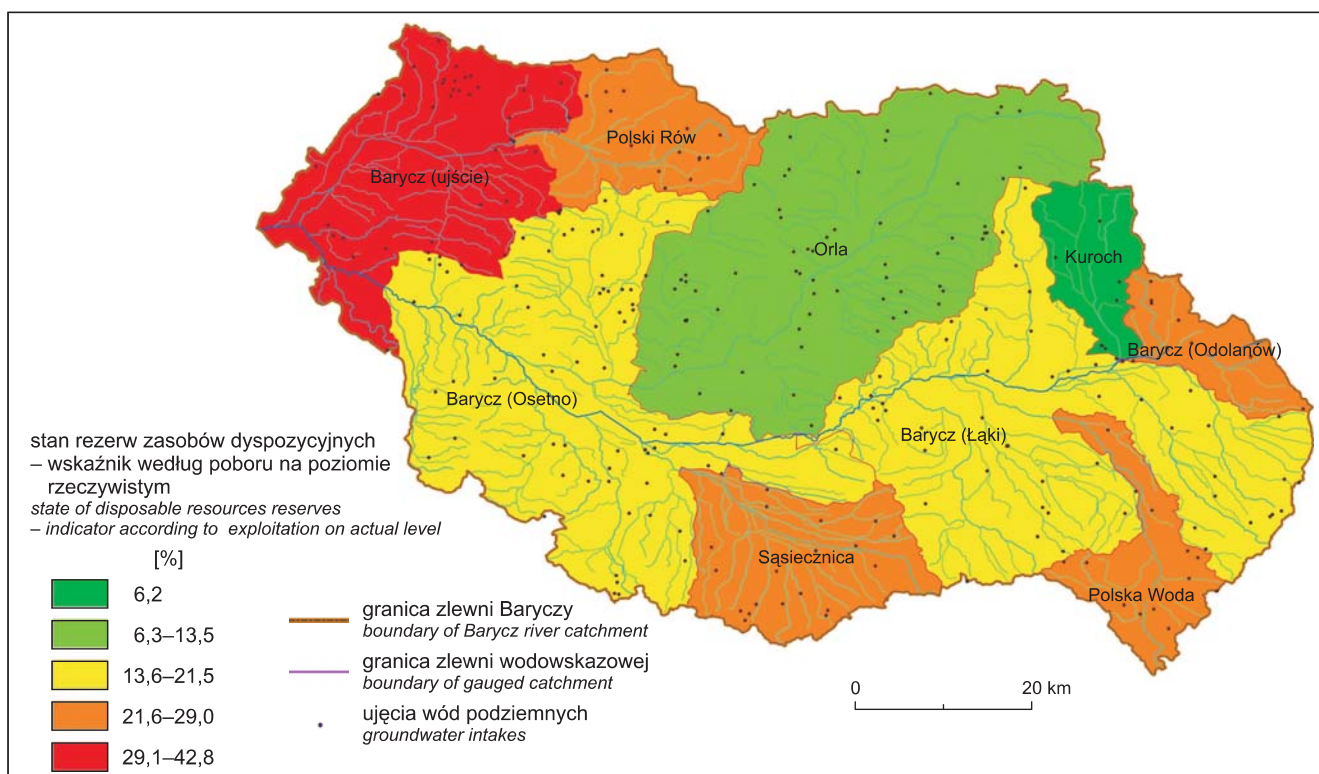 Polski Rów
Barycz (ujście)
Orla
Kuroch
Barycz (Odolanów)
Barycz (Osetno)
Barycz (Łąki)
Sąsiecznica
Polska Woda
stan rezerw zasobów dyspozycyjnych
– wskaźnik według poboru na poziomie
rzeczywistym
state of disposable resources reserves
– indicator according to exploitation on actual level
[%]
6,2
6,3–13,5
13,6–21,5
21,6–29,0
29,1–42,8
granica zlewni Baryczy
boundary of Barycz river catchment
granica zlewni wodowskazowej
boundary of gauged catchment
ujęcia wód podziemnych
groundwater intakes
0 20 km